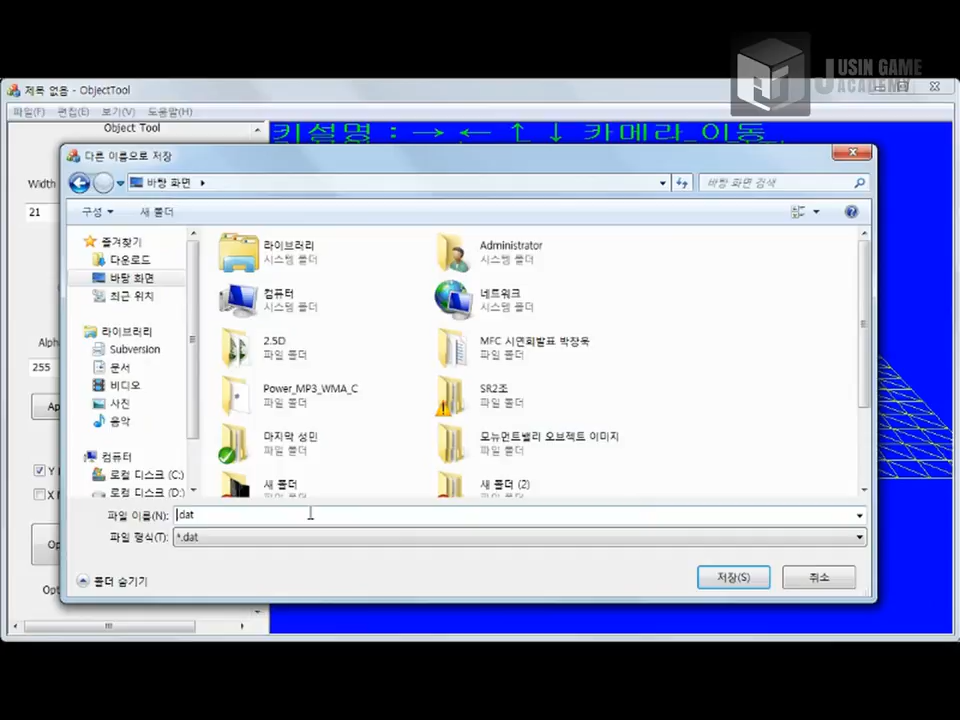 JUSIN GAME
ACADEMY
제목 없음 - ObjectTool
파일(F) 편집(E) 보기(V) 도움말(H)
Object Tool
키설명 : → ← ↑ ↓ 카메라 이동
Width
21
Alpha
255
다른 이름으로 저장
바탕 화면
바탕 화면 검색
구성
새 폴더
즐겨찾기
다운로드
바탕 화면
최근 위치
라이브러리
Subversion
문서
비디오
사진
음악
컴퓨터
로컬 디스크 (C:)
로컬 디스크 (D:)
라이브러리
시스템 폴더
Administrator
시스템 폴더
컴퓨터
시스템 폴더
네트워크
시스템 폴더
2.5D
파일 폴더
MFC 시연회발표 박장욱
파일 폴더
Power_MP3_WMA_C
파일 폴더
SR2조
파일 폴더
마지막 성민
파일 폴더
모뉴먼트밸리 오브젝트 이미지
파일 폴더
새 폴더
파일 폴더
새 폴더 (2)
파일 폴더
파일 이름(N): .dat
파일 형식(T): *.dat
폴더 숨기기
저장(S)
취소